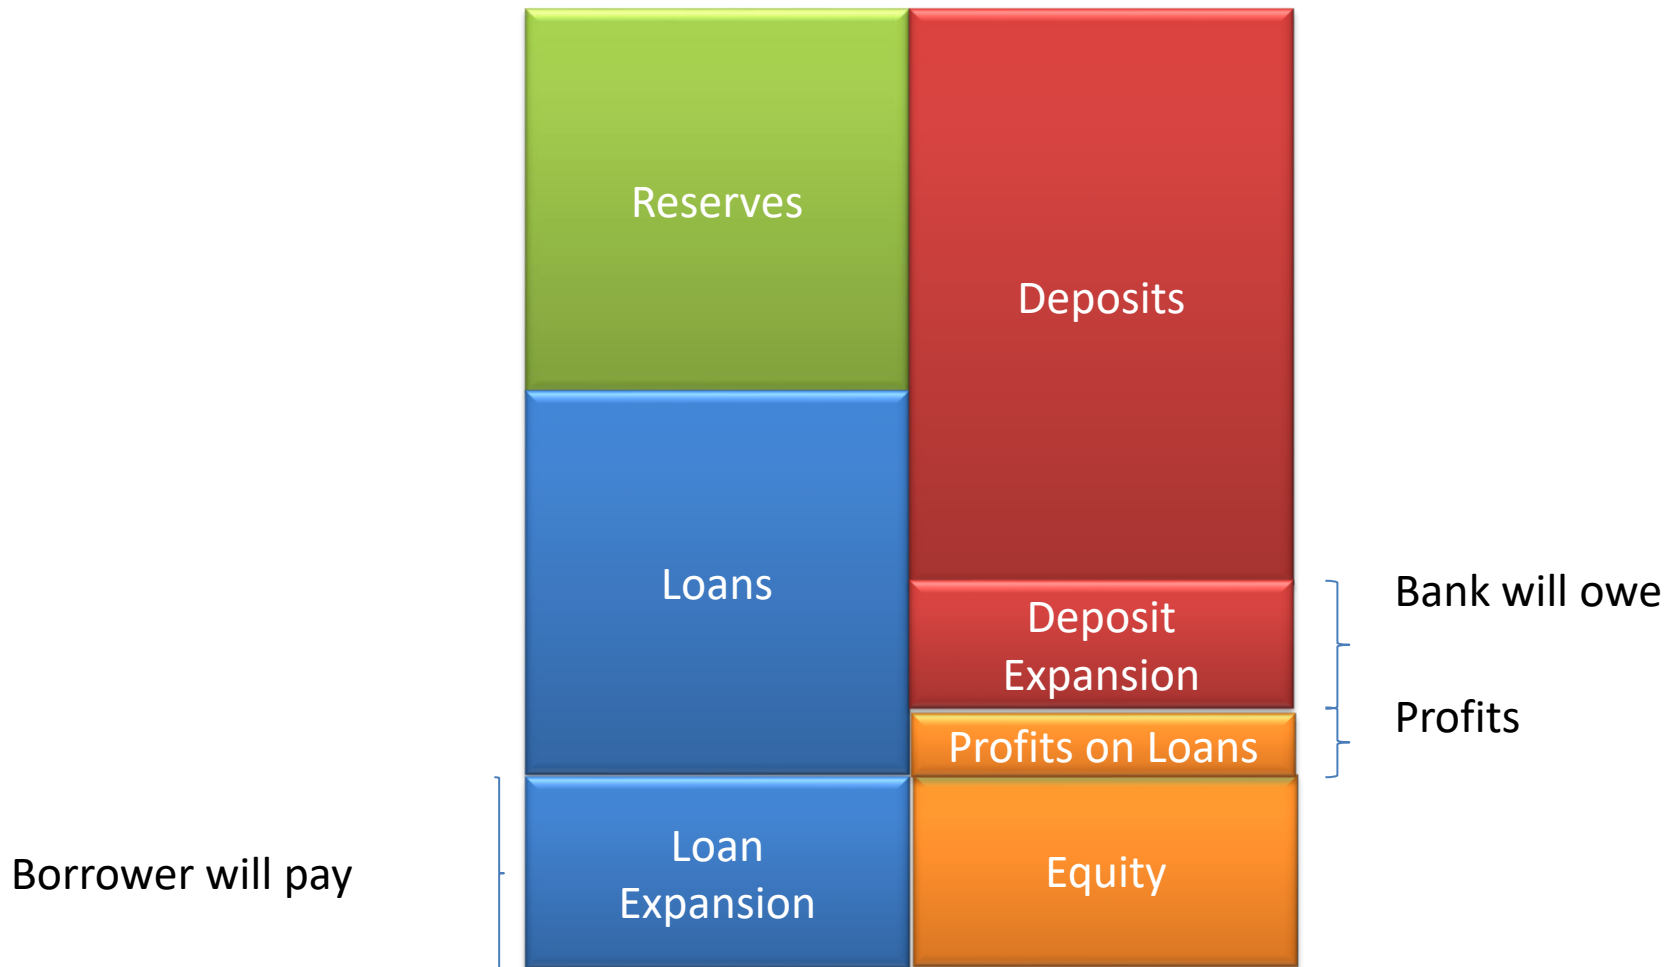 Reserves
Deposits
Loans
Bank will owe
Deposit
Expansion
Profits
Profits on Loans
Borrower will pay
Loan
Expansion
Equity